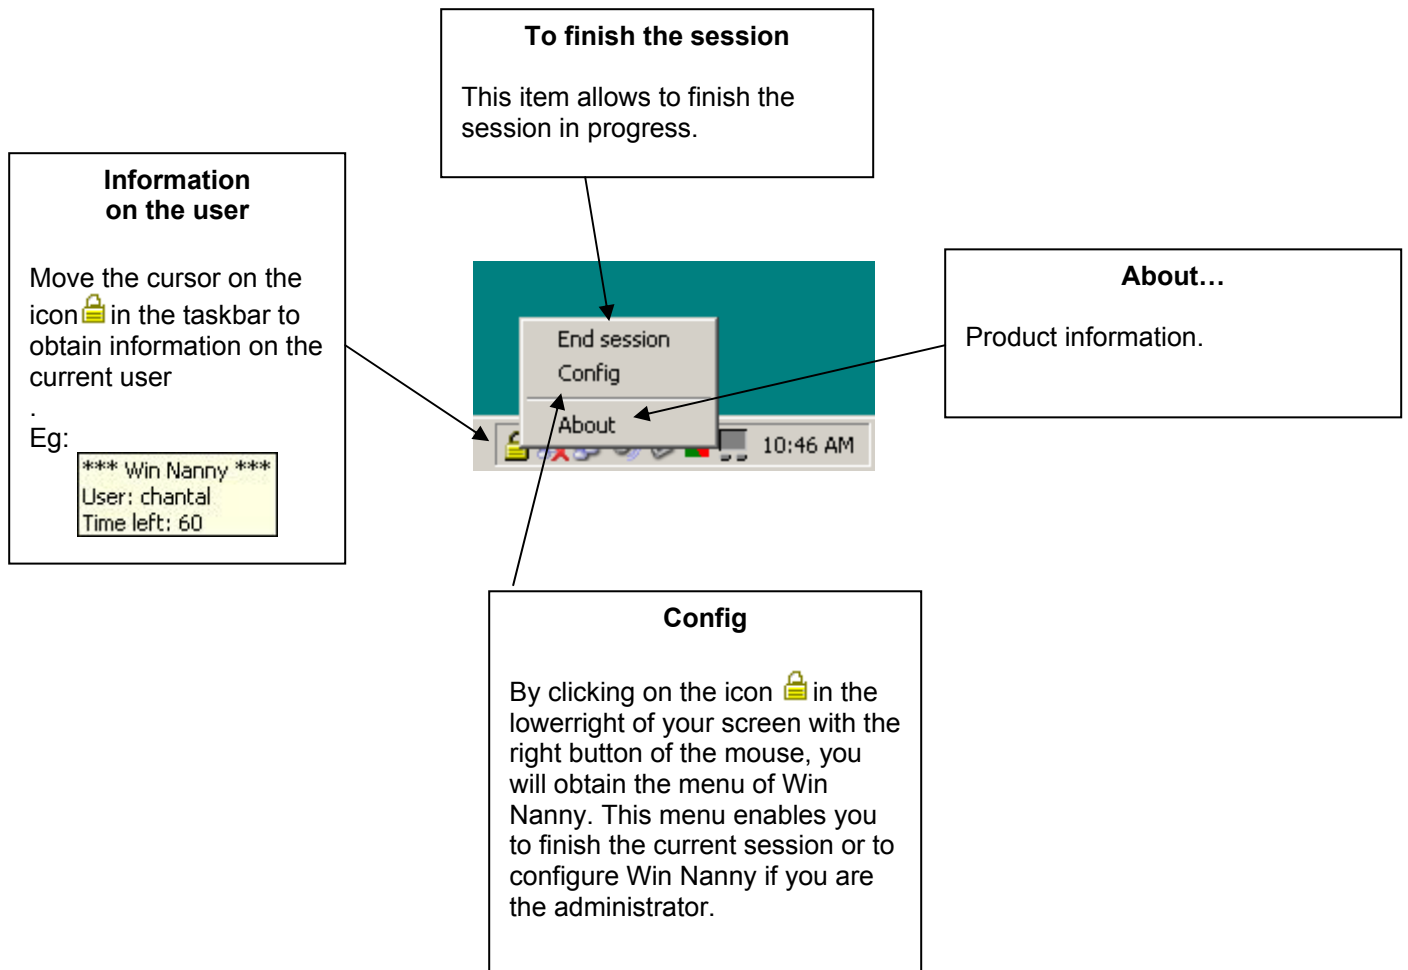 To finish the session
This item allows to finish the
session in progress.
Information
on the user
Move the cursor on the
icon in the taskbar to
obtain information on the
current user
.
Eg:
*** Win Nanny ***
User: chantal
Time left: 60
End session
Config
About
10:46 AM
About…
Product information.
Config
By clicking on the icon in the
lowerright of your screen with the
right button of the mouse, you
will obtain the menu of Win
Nanny. This menu enables you
to finish the current session or to
configure Win Nanny if you are
the administrator.